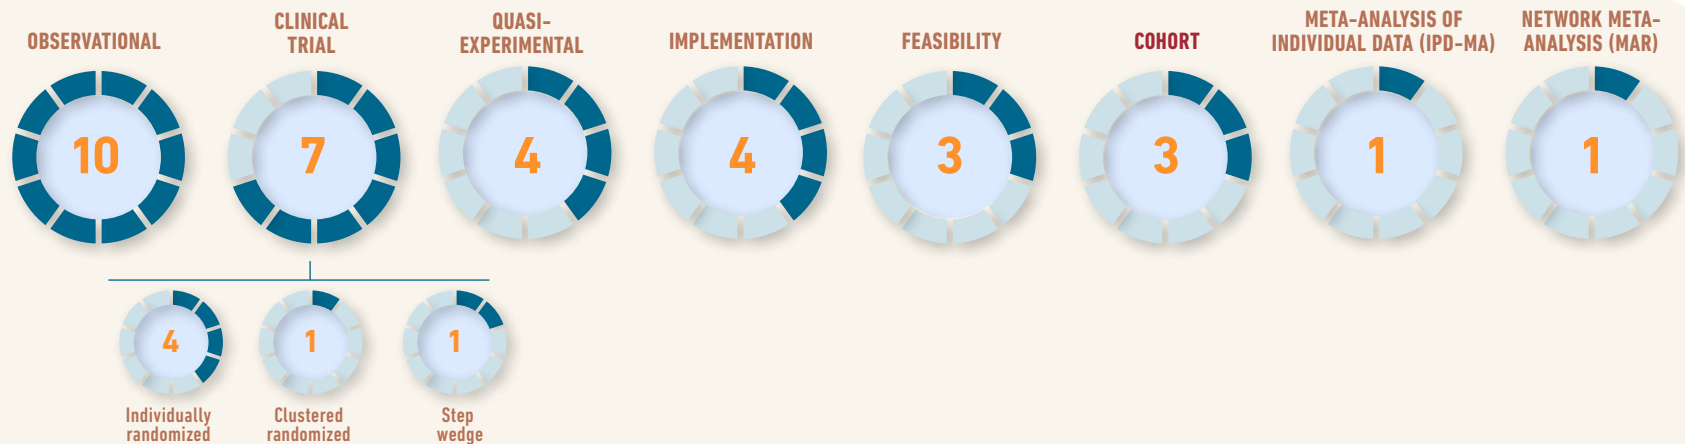 OBSERVATIONAL
CLINICAL
TRIAL
QUASI-
EXPERIMENTAL
IMPLEMENTATION
FEASIBILITY
COHORT
META-ANALYSIS OF
INDIVIDUAL DATA (IPD-MA)
NETWORK META-
ANALYSIS (MAR)
10
7
4
4
3
3
1
1
4
1
1
Individually
randomized
Clustered
randomized
Step
wedge